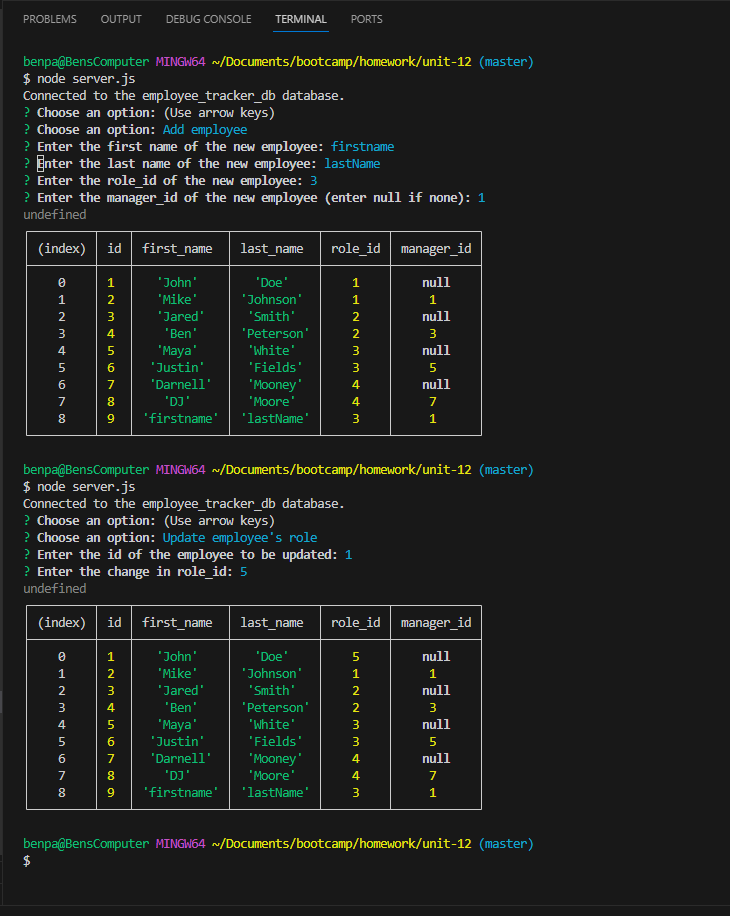 PROBLEMS OUTPUT DEBUG CONSOLE TERMINAL PORTS
benpa@BensComputer MINGW64 ~/Documents/bootcamp/homework/unit-12 (master)
$ node server.js
Connected to the employee_tracker_db database.
? Choose an option: (Use arrow keys)
? Choose an option: Add employee
? Enter the first name of the new employee: firstname
? Enter the last name of the new employee: lastName
? Enter the role_id of the new employee: 3
? Enter the manager_id of the new employee (enter null if none): 1
undefined
(index) id first_name last_name role_id manager_id
0 1 'John' 'Doe' 1 null
1 2 'Mike' 'Johnson' 1 1
2 3 'Jared' 'Smith' 2 null
3 4 'Ben' 'Peterson' 2 3
4 5 'Maya' 'White' 3 null
5 6 'Justin' 'Fields' 3 5
6 7 'Darnell' 'Mooney' 4 null
7 8 'DJ' 'Moore' 4 7
8 9 'firstname' 'lastName' 3 1
benpa@BensComputer MINGW64 ~/Documents/bootcamp/homework/unit-12 (master)
$ node server.js
Connected to the employee_tracker_db database.
? Choose an option: (Use arrow keys)
? Choose an option: Update employee's role
? Enter the id of the employee to be updated: 1
? Enter the change in role_id: 5
undefined
(index) id first_name last_name role_id manager_id
0 1 'John' 'Doe' 5 null
1 2 'Mike' 'Johnson' 1 1
2 3 'Jared' 'Smith' 2 null
3 4 'Ben' 'Peterson' 2 3
4 5 'Maya' 'White' 3 null
5 6 'Justin' 'Fields' 3 5
6 7 'Darnell' 'Mooney' 4 null
7 8 'DJ' 'Moore' 4 7
8 9 'firstname' 'lastName' 3 1
benpa@BensComputer MINGW64 ~/Documents/bootcamp/homework/unit-12 (master)
$